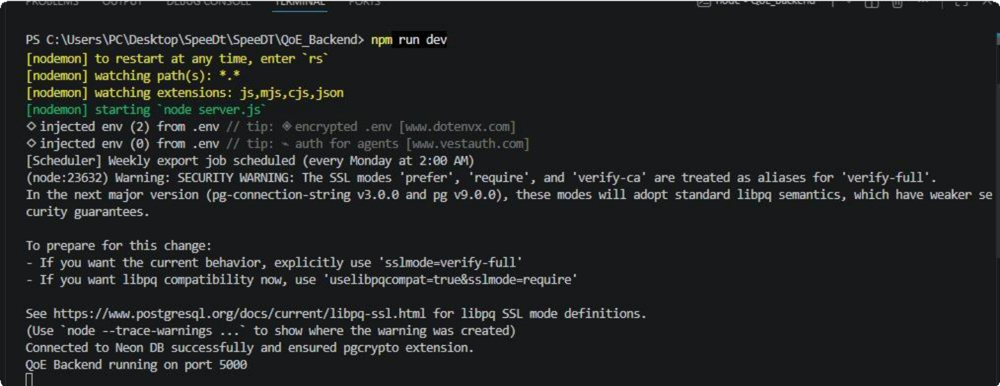 PROBLEMS OUTPUT DEBUG CONSOLE TERMINAL PORTS node - QoE_Backend
PS C:\Users\PC\Desktop\SpeeDt\SpeeDT\QoE_Backend> npm run dev
[nodemon] to restart at any time, enter `rs`
[nodemon] watching path(s): *.*
[nodemon] watching extensions: js,mjs,cjs,json
[nodemon] starting `node server.js`
◇ injected env (2) from .env // tip: ◈ encrypted .env [www.dotenvx.com]
◇ injected env (0) from .env // tip: ⌁ auth for agents [www.vestauth.com]
[Scheduler] Weekly export job scheduled (every Monday at 2:00 AM)
(node:23632) Warning: SECURITY WARNING: The SSL modes 'prefer', 'require', and 'verify-ca' are treated as aliases for 'verify-full'.
In the next major version (pg-connection-string v3.0.0 and pg v9.0.0), these modes will adopt standard libpq semantics, which have weaker se
curity guarantees.
To prepare for this change:
- If you want the current behavior, explicitly use 'sslmode=verify-full'
- If you want libpq compatibility now, use 'uselibpqcompat=true&sslmode=require'
See https://www.postgresql.org/docs/current/libpq-ssl.html for libpq SSL mode definitions.
(Use `node --trace-warnings ...` to show where the warning was created)
Connected to Neon DB successfully and ensured pgcrypto extension.
QoE Backend running on port 5000